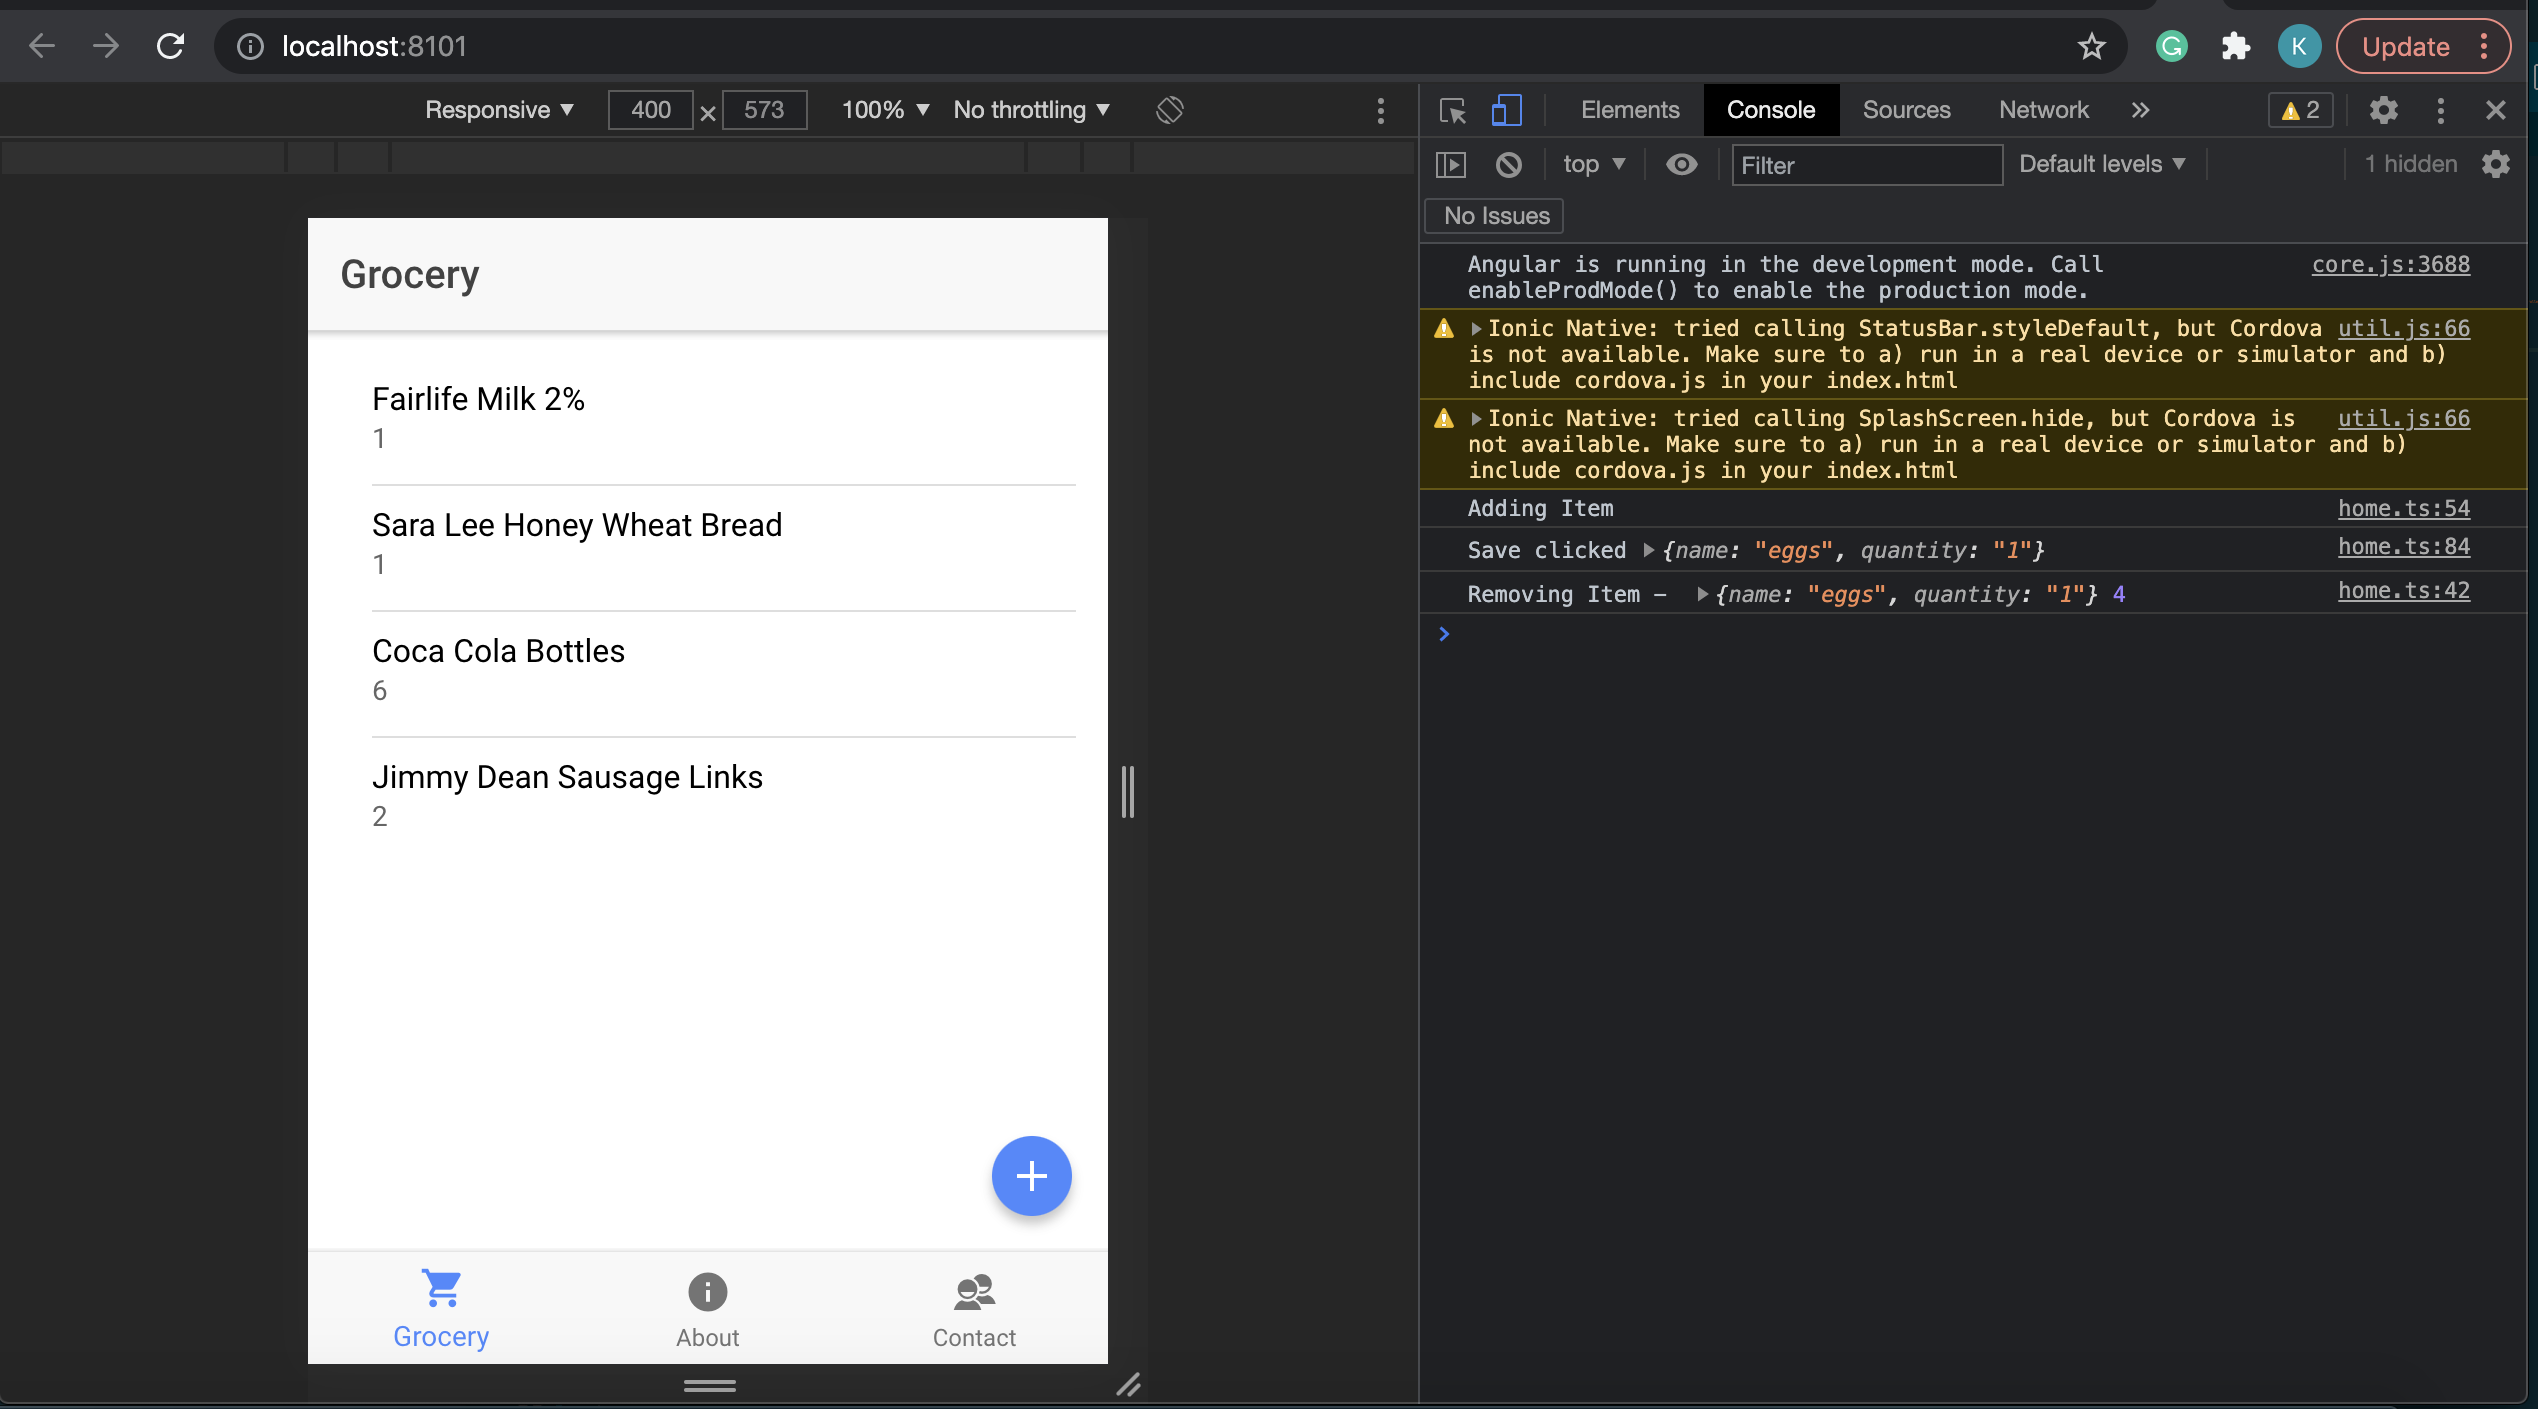 localhost:8101
G
K
Update
Responsive
400 × 573
100%
No throttling
Elements
Console
Sources
Network
2
top
Filter
Default levels
1 hidden
No Issues
Grocery
Fairlife Milk 2%
1
Sara Lee Honey Wheat Bread
1
Coca Cola Bottles
6
Jimmy Dean Sausage Links
2
Grocery
About
Contact
Angular is running in the development mode. Call core.js:3688
enableProdMode() to enable the production mode.
Ionic Native: tried calling StatusBar.styleDefault, but Cordova util.js:66
is not available. Make sure to a) run in a real device or simulator and b)
include cordova.js in your index.html
Ionic Native: tried calling SplashScreen.hide, but Cordova is util.js:66
not available. Make sure to a) run in a real device or simulator and b)
include cordova.js in your index.html
Adding Item home.ts:54
Save clicked {name: "eggs", quantity: "1"} home.ts:84
Removing Item – {name: "eggs", quantity: "1"} 4 home.ts:42